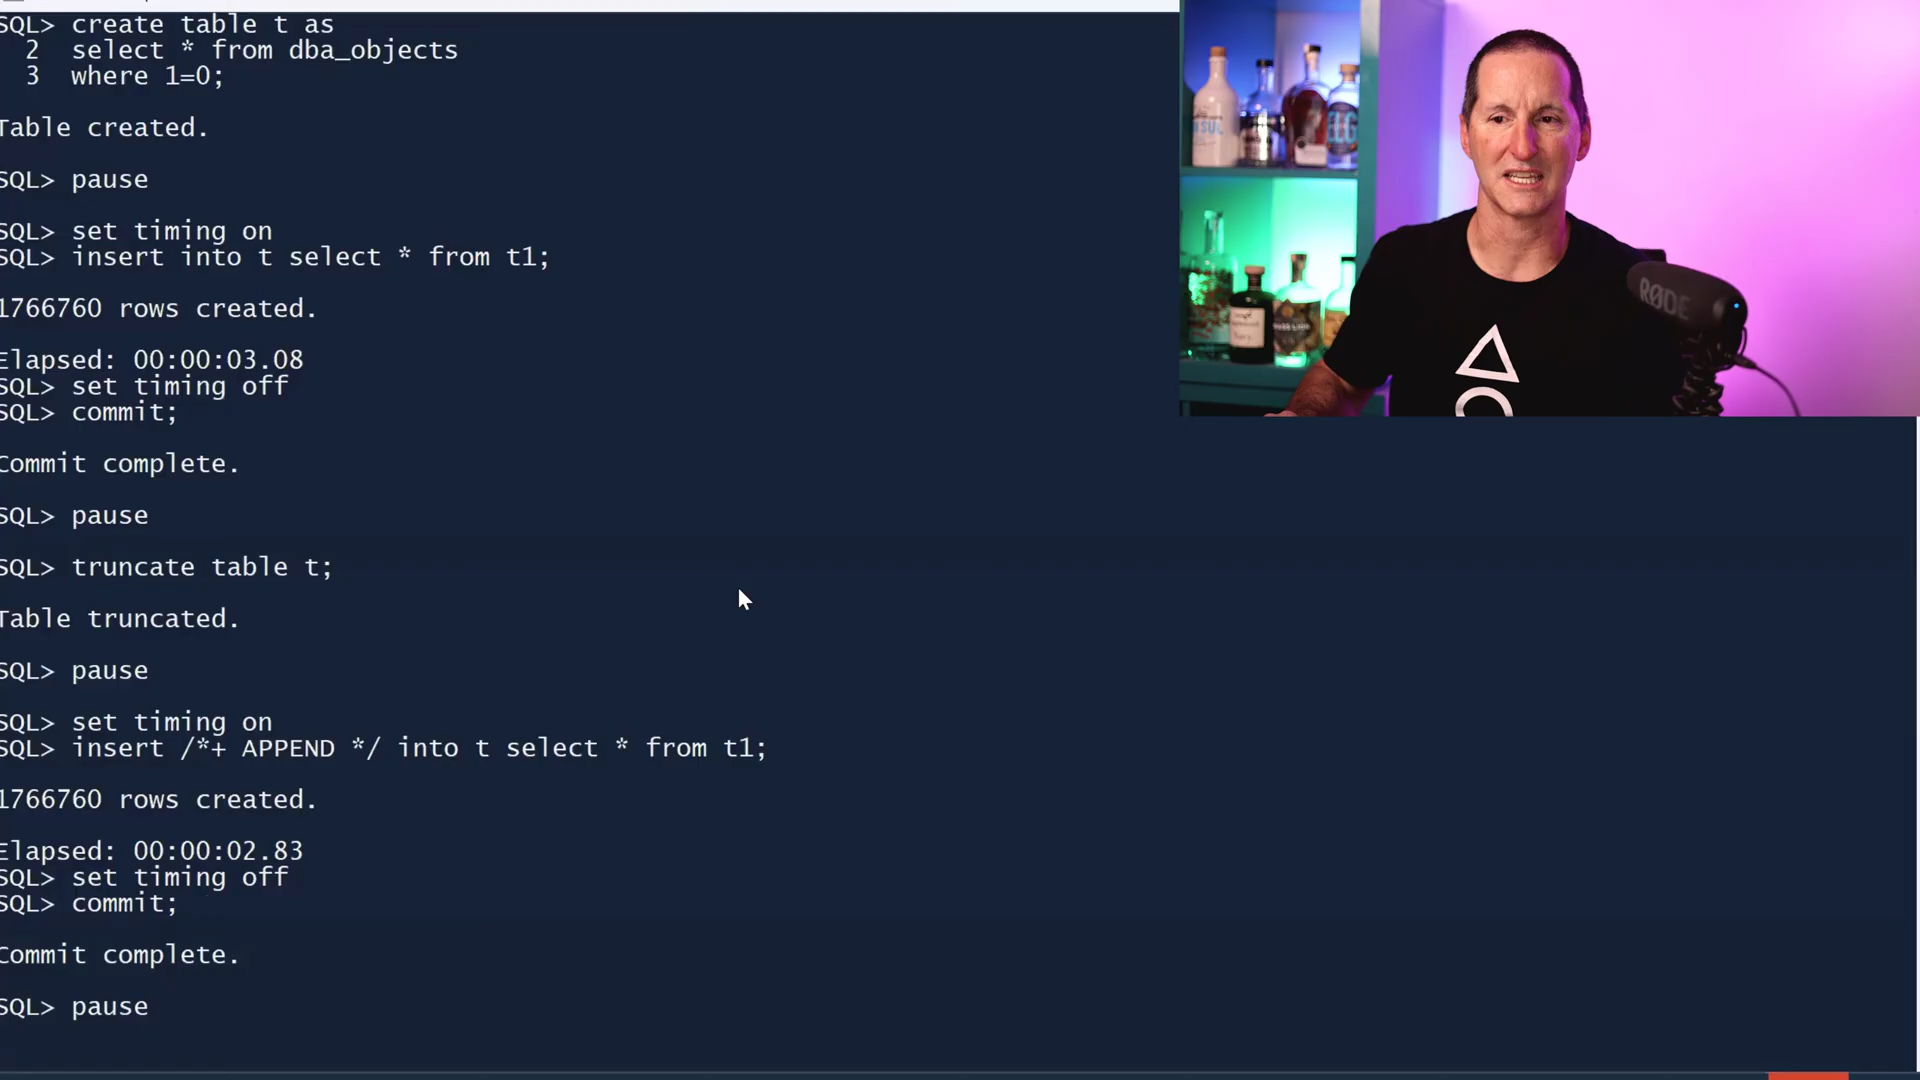 SQL> create table t as
2 select * from dba_objects
3 where 1=0;
Table created.
SQL> pause
SQL> set timing on
SQL> insert into t select * from t1;
1766760 rows created.
Elapsed: 00:00:03.08
SQL> set timing off
SQL> commit;
Commit complete.
SQL> pause
SQL> truncate table t;
Table truncated.
SQL> pause
SQL> set timing on
SQL> insert /*+ APPEND */ into t select * from t1;
1766760 rows created.
Elapsed: 00:00:02.83
SQL> set timing off
SQL> commit;
Commit complete.
SQL> pause
RØDE